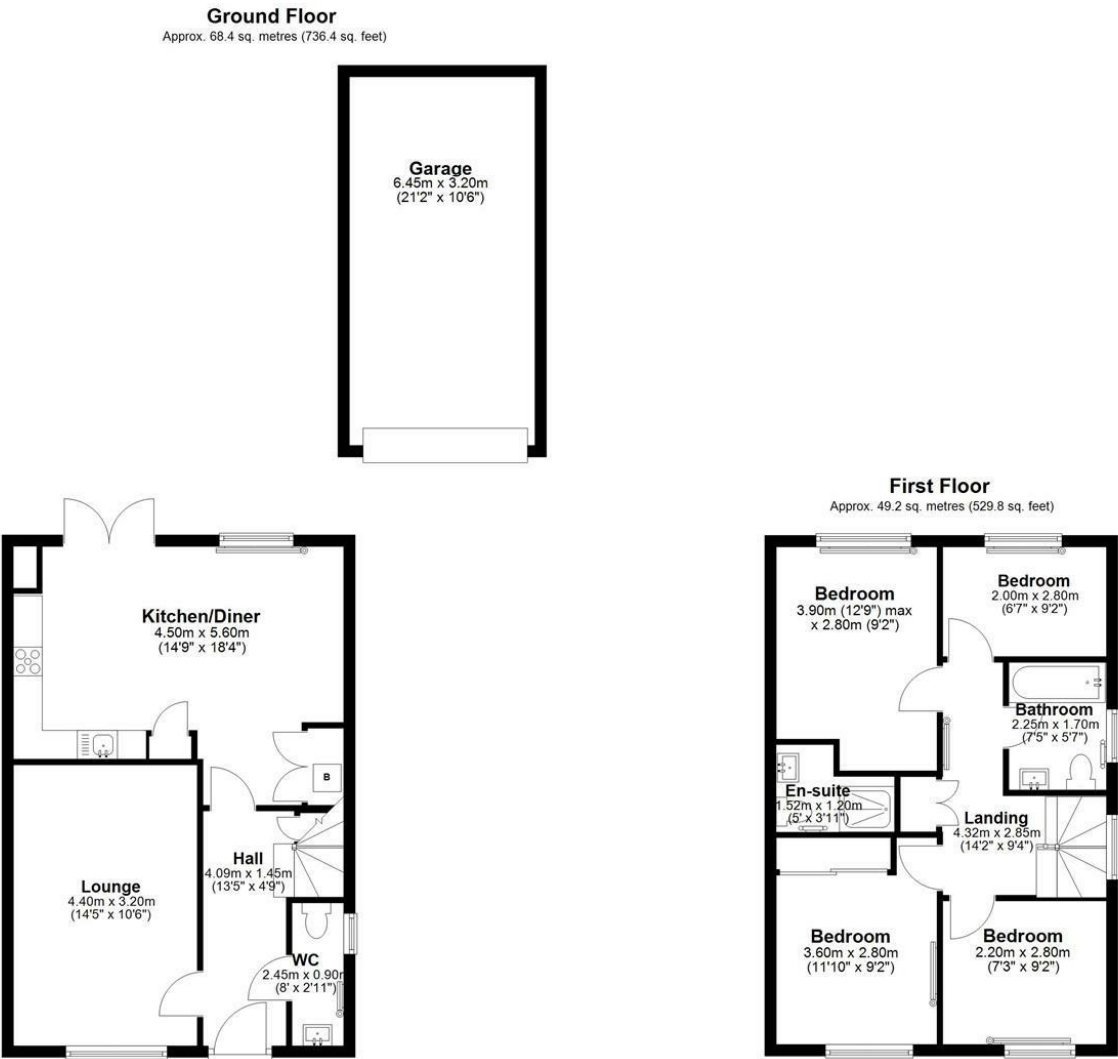 Ground Floor
Approx. 68.4 sq. metres (736.4 sq. feet)
Garage
6.45m x 3.20m
(21'2" x 10'6")
Kitchen/Diner
4.50m x 5.60m
(14'9" x 18'4")
B
Hall
4.09m x 1.45m
(13'5" x 4'9")
Lounge
4.40m x 3.20m
(14'5" x 10'6")
WC
2.45m x 0.90m
(8' x 2'11")
First Floor
Approx. 49.2 sq. metres (529.8 sq. feet)
Bedroom
3.90m (12'9") max
x 2.80m (9'2")
Bedroom
2.00m x 2.80m
(6'7" x 9'2")
Bathroom
2.25m x 1.70m
(7'5" x 5'7")
En-suite
1.52m x 1.20m
(5' x 3'11")
Landing
4.32m x 2.85m
(14'2" x 9'4")
Bedroom
3.60m x 2.80m
(11'10" x 9'2")
Bedroom
2.20m x 2.80m
(7'3" x 9'2")